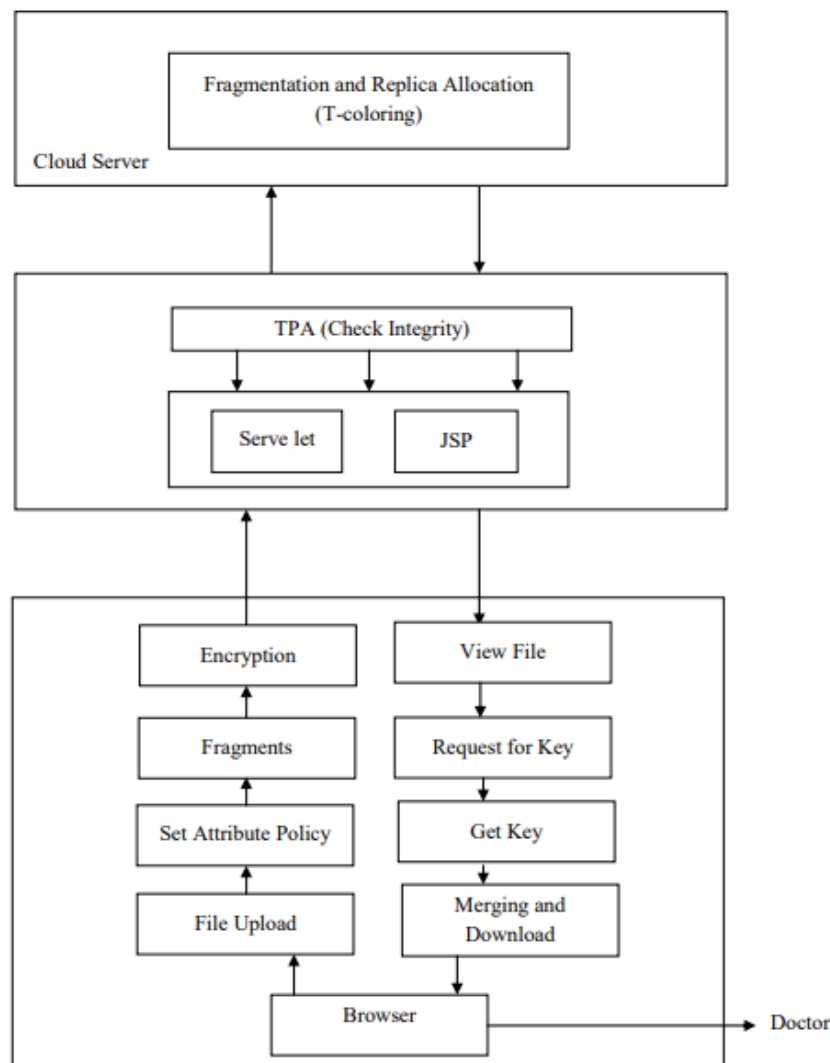 Fragmentation and Replica Allocation
(T-coloring)
Cloud Server
TPA (Check Integrity)
Serve let
JSP
Encryption
Fragments
Set Attribute Policy
File Upload
View File
Request for Key
Get Key
Merging and
Download
Browser
Doctor